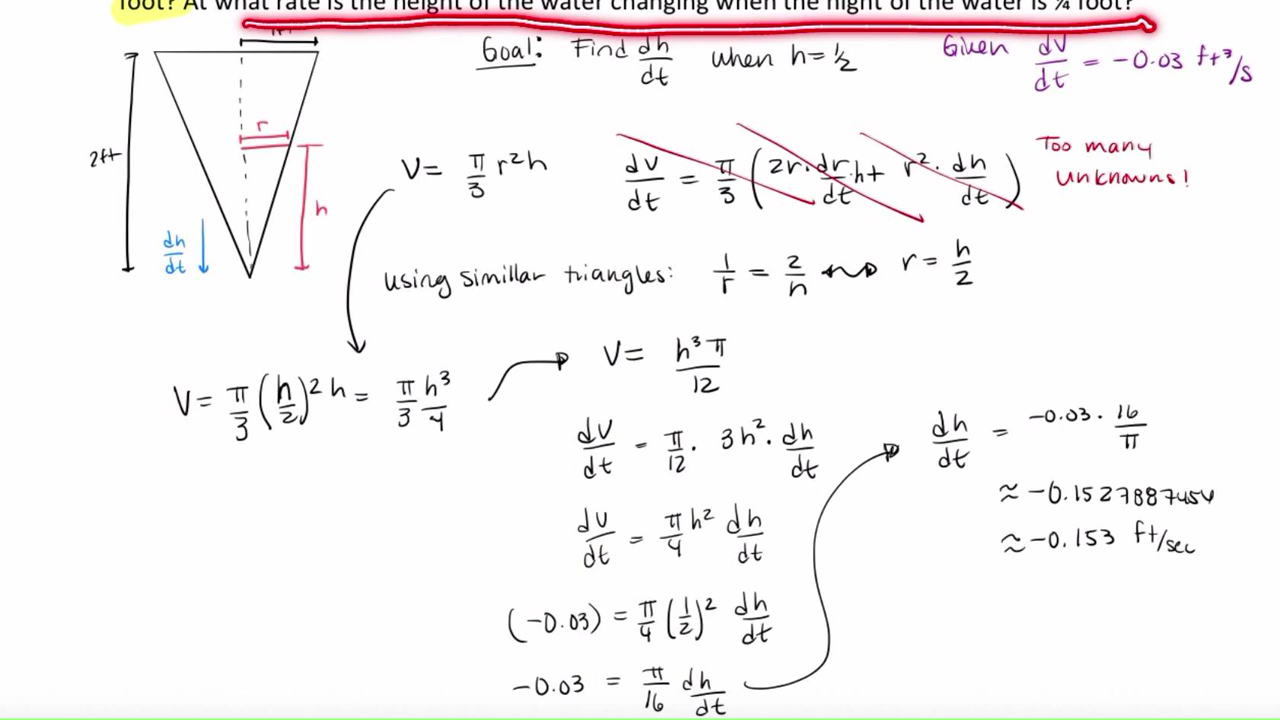 foot? At what rate is the height of the water changing when the hight of the water is ¼ foot?
Goal: Find dh/dt when h = ½
Given dV/dt = -0.03 ft³/s
2ft
r
h
dh/dt
V = π/3 r²h
dV/dt = π/3 (2r · dr/dt · h + r² · dh/dt)
Too many
unknowns!
using simillar triangles: 1/r = 2/h ⇝ r = h/2
V = π/3 (h/2)² h = π/3 h³/4
V = h³π/12
dV/dt = π/12 · 3h² · dh/dt
dV/dt = π/4 h² dh/dt
(-0.03) = π/4 (1/2)² dh/dt
-0.03 = π/16 dh/dt
dh/dt = -0.03 · 16/π
≈ -0.1527887454
≈ -0.153 ft/sec